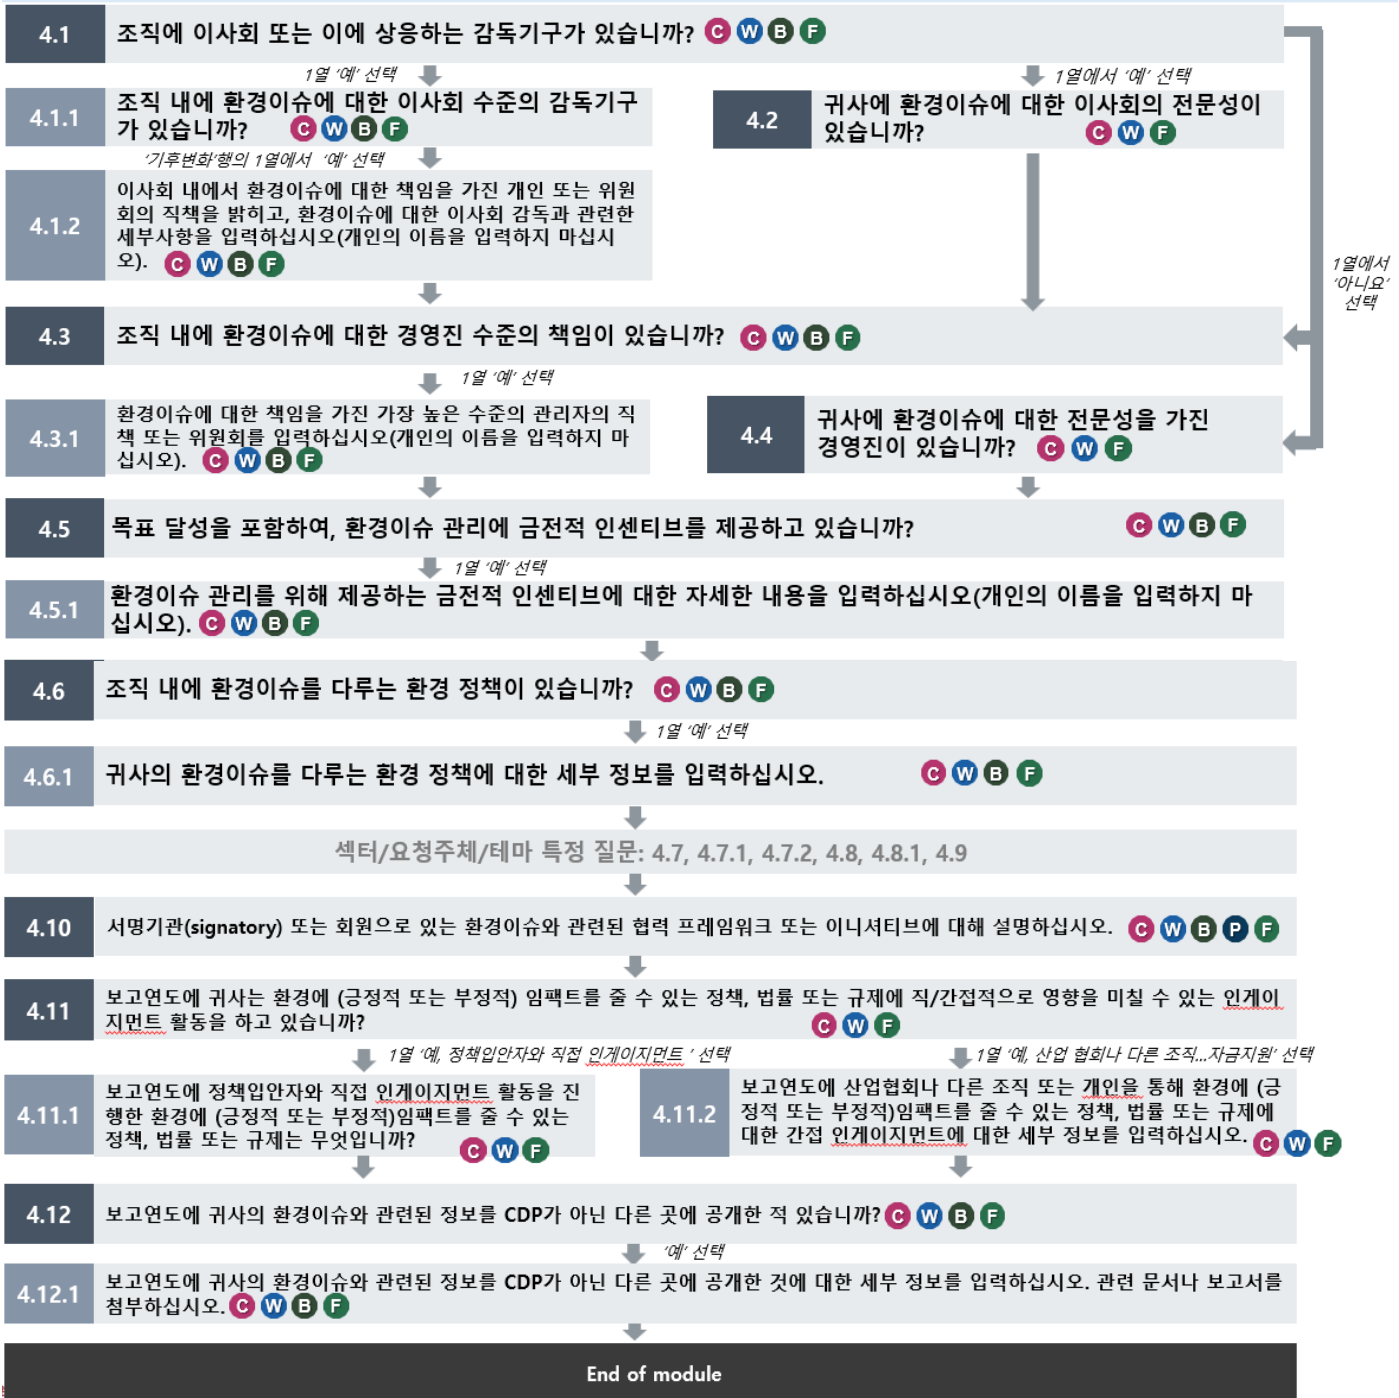 4.1
조직에 이사회 또는 이에 상응하는 감독기구가 있습니까? C W B F
1열 ‘예’ 선택
1열에서 ‘예’ 선택
4.1.1
조직 내에 환경이슈에 대한 이사회 수준의 감독기구
가 있습니까? C W B F
4.2
귀사에 환경이슈에 대한 이사회의 전문성이
있습니까? C W F
‘기후변화’행의 1열에서 ‘예’ 선택
4.1.2
이사회 내에서 환경이슈에 대한 책임을 가진 개인 또는 위원
회의 직책을 밝히고, 환경이슈에 대한 이사회 감독과 관련한
세부사항을 입력하십시오(개인의 이름을 입력하지 마십시
오). C W B F
1열에서
‘아니요’
선택
4.3
조직 내에 환경이슈에 대한 경영진 수준의 책임이 있습니까? C W B F
1열 ‘예’ 선택
4.3.1
환경이슈에 대한 책임을 가진 가장 높은 수준의 관리자의 직
책 또는 위원회를 입력하십시오(개인의 이름을 입력하지 마
십시오). C W B F
4.4
귀사에 환경이슈에 대한 전문성을 가진
경영진이 있습니까? C W F
4.5
목표 달성을 포함하여, 환경이슈 관리에 금전적 인센티브를 제공하고 있습니까? C W B F
1열 ‘예’ 선택
4.5.1
환경이슈 관리를 위해 제공하는 금전적 인센티브에 대한 자세한 내용을 입력하십시오(개인의 이름을 입력하지 마
십시오). C W B F
4.6
조직 내에 환경이슈를 다루는 환경 정책이 있습니까? C W B F
1열 ‘예’ 선택
4.6.1
귀사의 환경이슈를 다루는 환경 정책에 대한 세부 정보를 입력하십시오. C W B F
섹터/요청주체/테마 특정 질문: 4.7, 4.7.1, 4.7.2, 4.8, 4.8.1, 4.9
4.10
서명기관(signatory) 또는 회원으로 있는 환경이슈와 관련된 협력 프레임워크 또는 이니셔티브에 대해 설명하십시오. C W B P F
4.11
보고연도에 귀사는 환경에 (긍정적 또는 부정적) 임팩트를 줄 수 있는 정책, 법률 또는 규제에 직/간접적으로 영향을 미칠 수 있는 인게이
지먼트 활동을 하고 있습니까? C W F
1열 ‘예, 정책입안자와 직접 인게이지먼트 ’ 선택
1열 ‘예, 산업 협회나 다른 조직...자금지원’ 선택
4.11.1
보고연도에 정책입안자와 직접 인게이지먼트 활동을 진
행한 환경에 (긍정적 또는 부정적)임팩트를 줄 수 있는
정책, 법률 또는 규제는 무엇입니까? C W F
4.11.2
보고연도에 산업협회나 다른 조직 또는 개인을 통해 환경에 (긍
정적 또는 부정적)임팩트를 줄 수 있는 정책, 법률 또는 규제에
대한 간접 인게이지먼트에 대한 세부 정보를 입력하십시오. C W F
4.12
보고연도에 귀사의 환경이슈와 관련된 정보를 CDP가 아닌 다른 곳에 공개한 적 있습니까? C W B F
‘예’ 선택
4.12.1
보고연도에 귀사의 환경이슈와 관련된 정보를 CDP가 아닌 다른 곳에 공개한 것에 대한 세부 정보를 입력하십시오. 관련 문서나 보고서를
첨부하십시오. C W B F
End of module